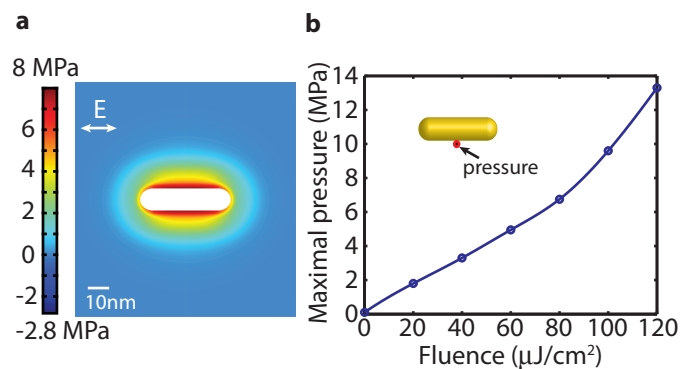 a
8 MPa
6
4
2
0
-2
-2.8 MPa
E
10nm
b
Maximal pressure (MPa)
14
12
10
8
6
4
2
0
pressure
0 20 40 60 80 100 120
Fluence (μJ/cm²)